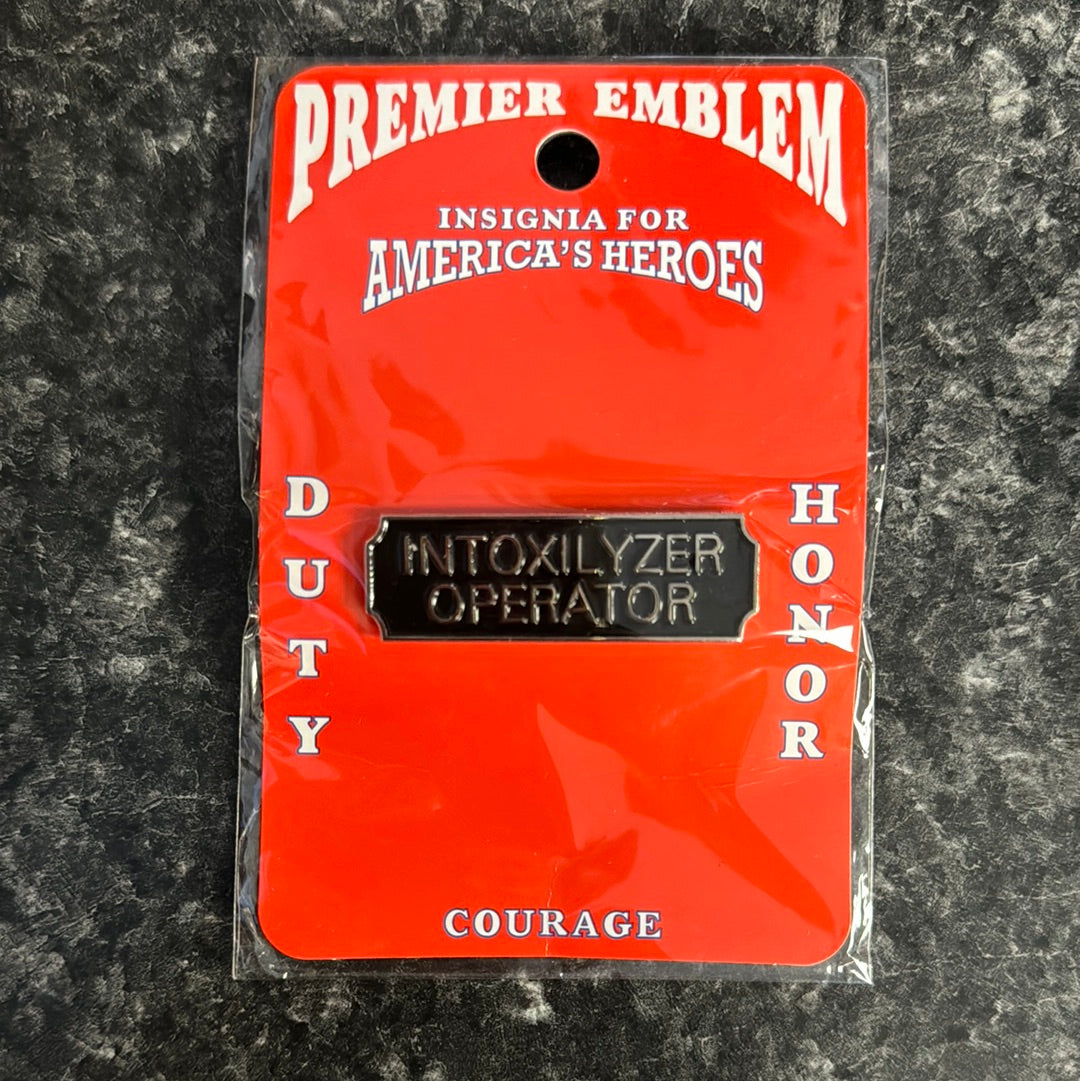 PREMIER EMBLEM
INSIGNIA FOR
AMERICA'S HEROES
DUTY
HONOR
INTOXILYZER
OPERATOR
COURAGE